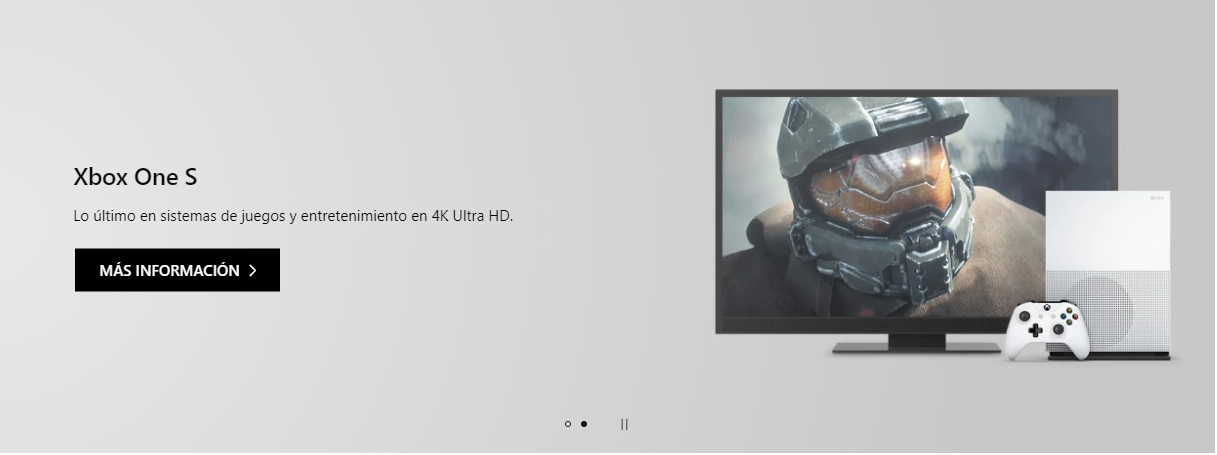 Xbox One S
Lo último en sistemas de juegos y entretenimiento en 4K Ultra HD.
MÁS INFORMACIÓN